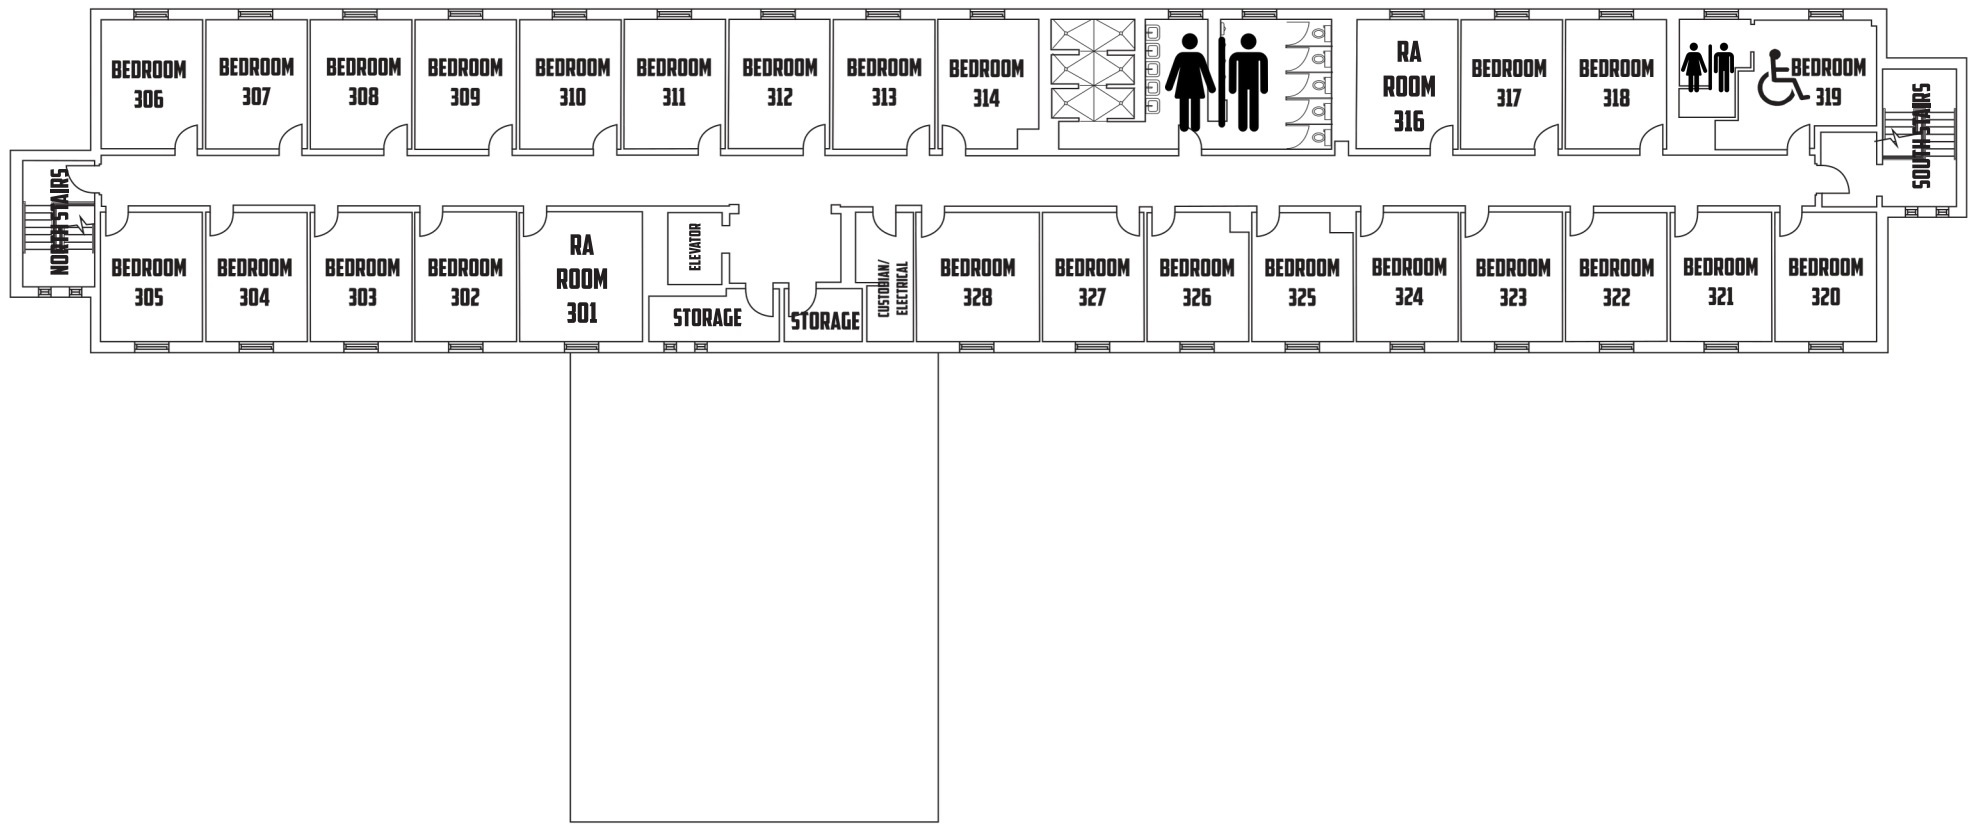 BEDROOM
306
BEDROOM
307
BEDROOM
308
BEDROOM
309
BEDROOM
310
BEDROOM
311
BEDROOM
312
BEDROOM
313
BEDROOM
314
RA
ROOM
316
BEDROOM
317
BEDROOM
318
BEDROOM
319
SOUTH STAIRS
NORTH STAIRS
BEDROOM
305
BEDROOM
304
BEDROOM
303
BEDROOM
302
RA
ROOM
301
ELEVATOR
STORAGE
STORAGE
CUSTODIAN/
ELECTRICAL
BEDROOM
328
BEDROOM
327
BEDROOM
326
BEDROOM
325
BEDROOM
324
BEDROOM
323
BEDROOM
322
BEDROOM
321
BEDROOM
320